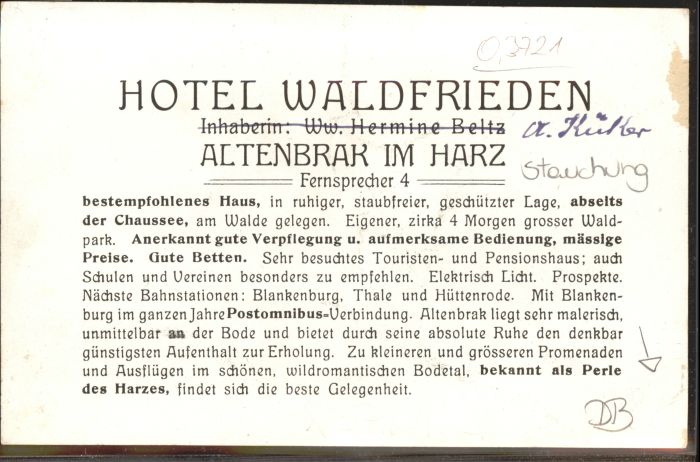 0,3721
HOTEL WALDFRIEDEN
Inhaberin: Ww. Hermine Beltz A. Küker
ALTENBRAK IM HARZ
Stauchung
Fernsprecher 4
bestempfohlenes Haus, in ruhiger, staubfreier, geschützter Lage, abseits
der Chaussee, am Walde gelegen. Eigener, zirka 4 Morgen grosser Wald-
park. Anerkannt gute Verpflegung u. aufmerksame Bedienung, mässige
Preise. Gute Betten. Sehr besuchtes Touristen- und Pensionshaus; auch
Schulen und Vereinen besonders zu empfehlen. Elektrisch Licht. Prospekte.
Nächste Bahnstationen: Blankenburg, Thale und Hüttenrode. Mit Blanken-
burg im ganzen Jahre Postomnibus=Verbindung. Altenbrak liegt sehr malerisch,
unmittelbar an der Bode und bietet durch seine absolute Ruhe den denkbar
günstigsten Aufenthalt zur Erholung. Zu kleineren und grösseren Promenaden
und Ausflügen im schönen, wildromantischen Bodetal, bekannt als Perle
des Harzes, findet sich die beste Gelegenheit.
DB